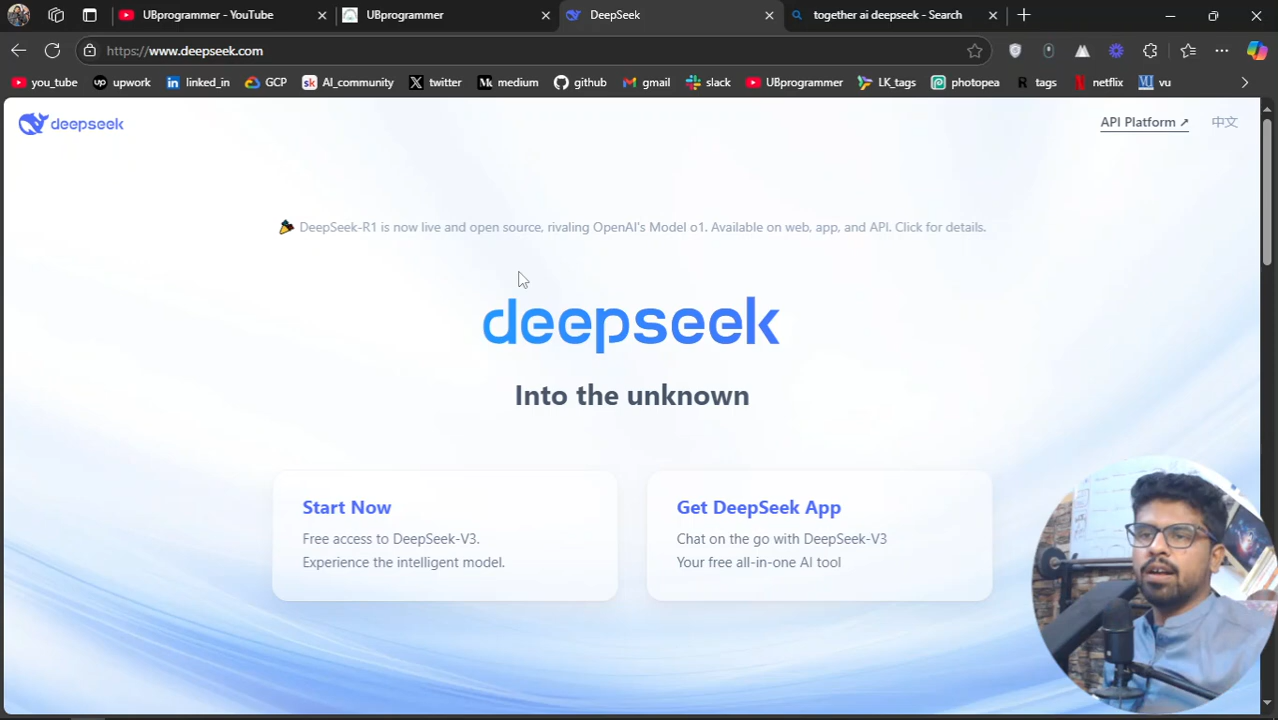 UBprogrammer - YouTube
UBprogrammer
DeepSeek
together ai deepseek - Search
https://www.deepseek.com
you_tube
up upwork
in linked_in
GCP
sk AI_community
X twitter
medium
github
gmail
slack
UBprogrammer
LK_tags
photopea
R tags
netflix
vu
deepseek
API Platform ↗
中文
DeepSeek-R1 is now live and open source, rivaling OpenAI's Model o1. Available on web, app, and API. Click for details.
deepseek
Into the unknown
Start Now
Free access to DeepSeek-V3.
Experience the intelligent model.
Get DeepSeek App
Chat on the go with DeepSeek-V3
Your free all-in-one AI tool